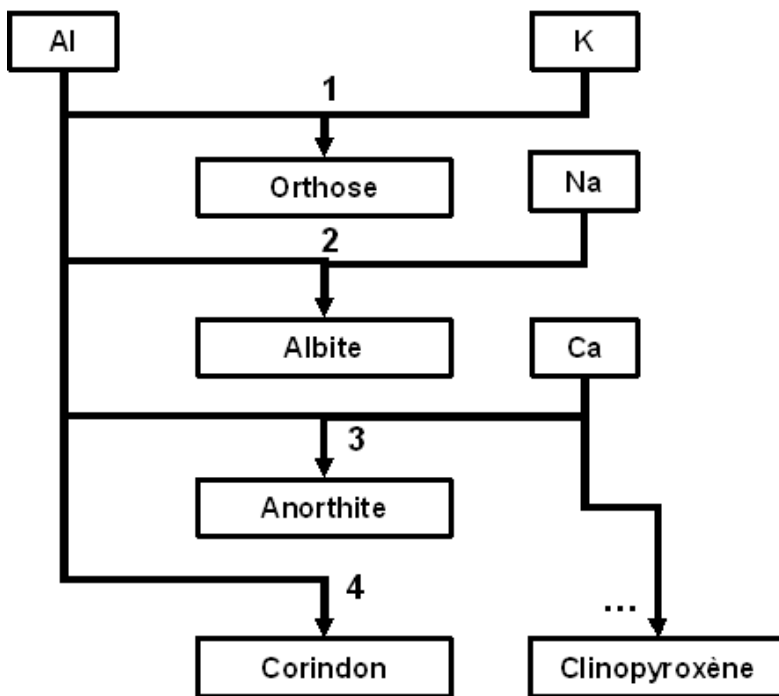 Al
K
1
Orthose
Na
2
Albite
Ca
3
Anorthite
4
...
Corindon
Clinopyroxène